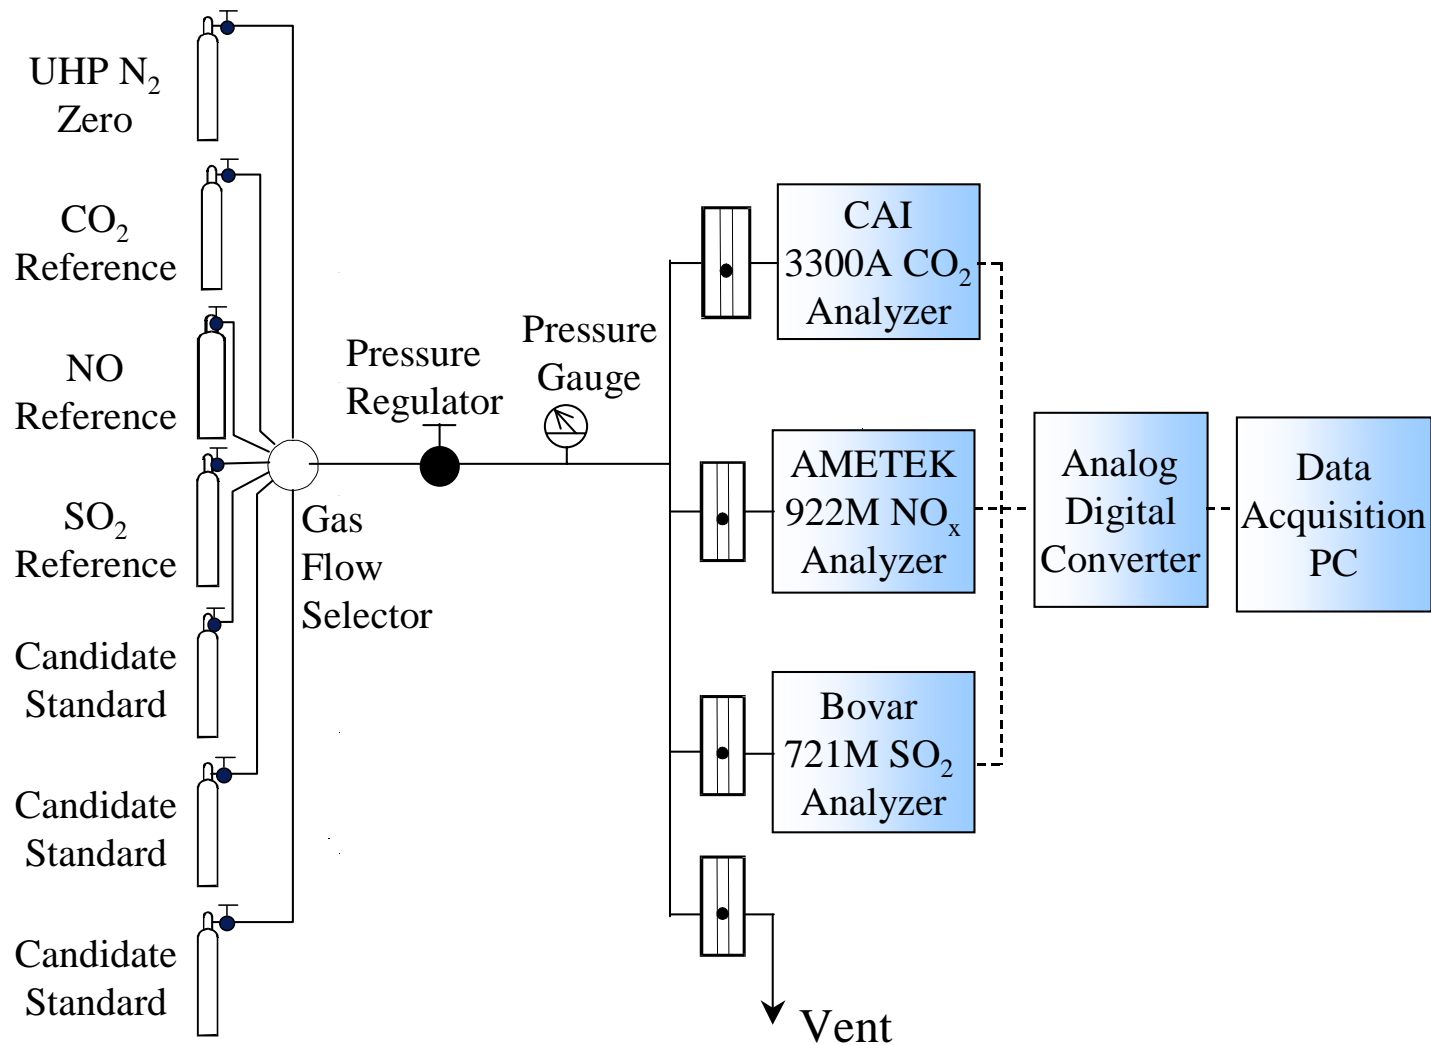 UHP N₂
Zero
CO₂
Reference
NO
Reference
SO₂
Reference
Candidate
Standard
Candidate
Standard
Candidate
Standard
Gas
Flow
Selector
Pressure
Regulator
Pressure
Gauge
CAI
3300A CO₂
Analyzer
AMETEK
922M NOₓ
Analyzer
Bovar
721M SO₂
Analyzer
Vent
Analog
Digital
Converter
Data
Acquisition
PC